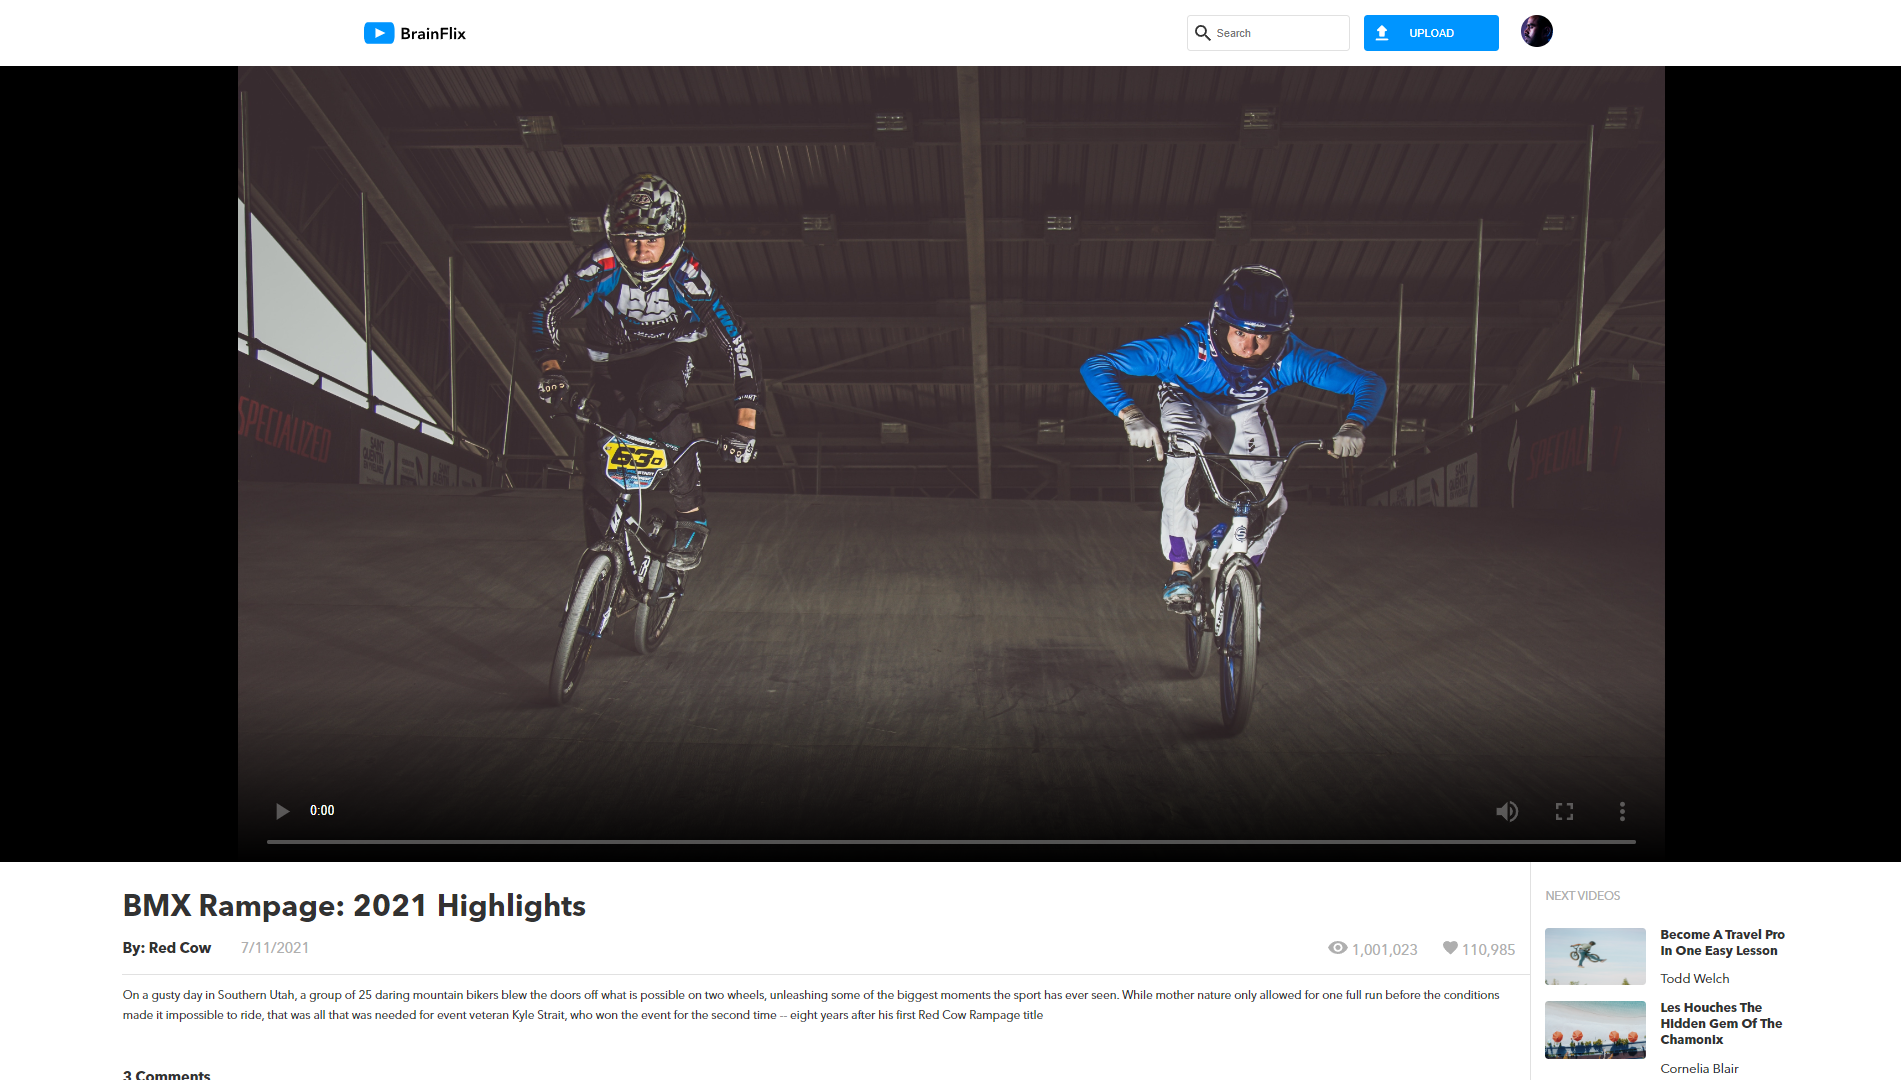 BrainFlix
Search
UPLOAD
SPECIALIZED
630
yess
0:00
BMX Rampage: 2021 Highlights
By: Red Cow 7/11/2021
1,001,023 110,985
On a gusty day in Southern Utah, a group of 25 daring mountain bikers blew the doors off what is possible on two wheels, unleashing some of the biggest moments the sport has ever seen. While mother nature only allowed for one full run before the conditions
made it impossible to ride, that was all that was needed for event veteran Kyle Strait, who won the event for the second time -- eight years after his first Red Cow Rampage title
3 Comments
NEXT VIDEOS
Become A Travel Pro
In One Easy Lesson
Todd Welch
Les Houches The
Hidden Gem Of The
Chamonix
Cornelia Blair